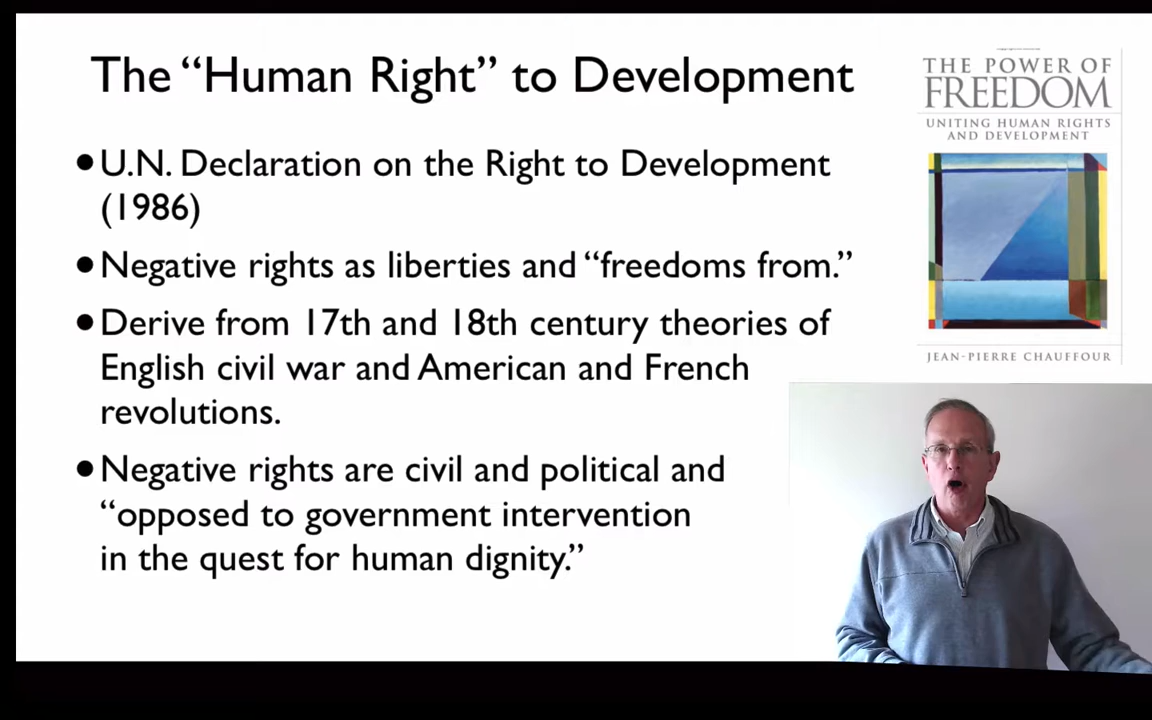 The “Human Right” to Development
•U.N. Declaration on the Right to Development
(1986)
•Negative rights as liberties and “freedoms from.”
•Derive from 17th and 18th century theories of
English civil war and American and French
revolutions.
•Negative rights are civil and political and
“opposed to government intervention
in the quest for human dignity.”
THE POWER OF
FREEDOM
UNITING HUMAN RIGHTS
AND DEVELOPMENT
JEAN-PIERRE CHAUFFOUR